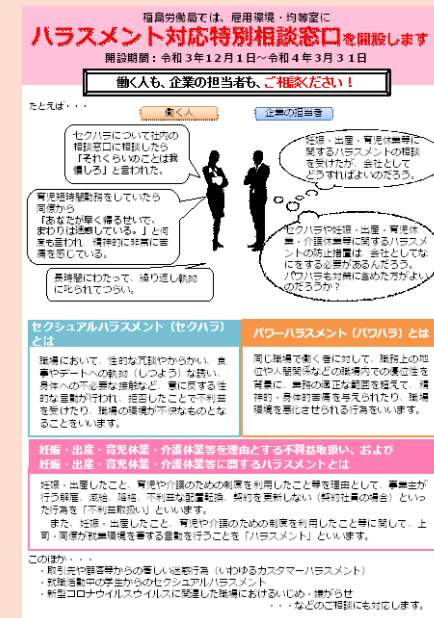 福島労働局では、雇用環境・均等室に
ハラスメント対応特別相談窓口を開設します
開設期間：令和3年12月1日～令和4年3月31日
働く人も、企業の担当者も、ご相談ください！
たとえば・・・
働く人
企業の担当者
セクハラについて社内の
相談窓口に相談したら
「それくらいのことは我
慢しろ」と言われた。
育児短時間勤務をしていたら
同僚から
「あなたが早く帰るせいで、
まわりは迷惑している。」と何
度も言われ、精神的に非常に苦
痛を感じている。
長時間にわたって、繰り返し執拗
に叱られてつらい。
妊娠・出産・育児休業等に
関するハラスメントの相談
を受けたが、会社として
どうすればよいのだろう。
セクハラや妊娠・出産・育児休
業・介護休業等に関するハラスメ
ントの防止措置は、会社としてな
にをする必要があるんだろう。
パワハラも対策に含めた方がよい
のだろうか？
セクシュアルハラスメント（セクハラ）
とは
職場において、性的な冗談やからかい、食
事やデートへの執拗（しつよう）な誘い、
身体への不必要な接触など、意に反する性
的な言動が行われ、拒否したことで不利益
を受けたり、職場の環境が不快なものとな
ることをいいます。
パワーハラスメント（パワハラ）とは
同じ職場で働く者に対して、職務上の地
位や人間関係などの職場内での優位性を
背景に、業務の適正な範囲を超えて、精
神的・身体的苦痛を与えられたり、職場
環境を悪化させられる行為をいいます。
妊娠・出産・育児休業・介護休業等を理由とする不利益取扱い、および
妊娠・出産・育児休業・介護休業等に関するハラスメントとは
妊娠・出産したこと、育児や介護のための制度を利用したこと等を理由として、事業主が
行う解雇、減給、降格、不利益な配置転換、契約を更新しない（契約社員の場合）といっ
た行為を「不利益取扱い」といいます。
また、妊娠・出産したこと、育児や介護のための制度を利用したこと等に関して、上
司・同僚が就業環境を害する言動を行うことを「ハラスメント」といいます。
このほか・・・
・取引先や顧客等からの著しい迷惑行為（いわゆるカスタマーハラスメント）
・就職活動中の学生からのセクシュアルハラスメント
・新型コロナウイルスウイルスに関連した職場におけるいじめ・嫌がらせ
・・・などのご相談にも対応します。